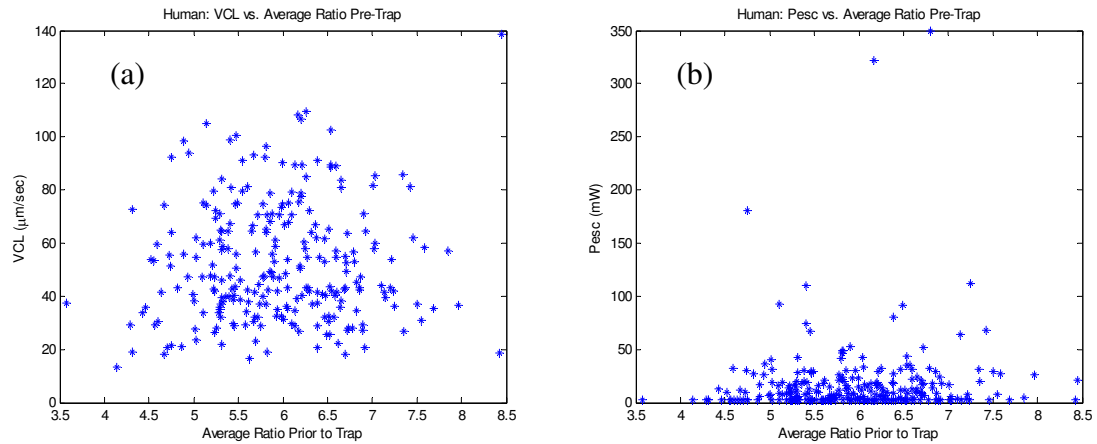 Human: VCL vs. Average Ratio Pre-Trap
140
120
100
80
60
40
20
0
VCL (μm/sec)
(a)
3.5 4 4.5 5 5.5 6 6.5 7 7.5 8 8.5
Average Ratio Prior to Trap
Human: Pesc vs. Average Ratio Pre-Trap
350
300
250
200
150
100
50
0
Pesc (mW)
(b)
3.5 4 4.5 5 5.5 6 6.5 7 7.5 8 8.5
Average Ratio Prior to Trap